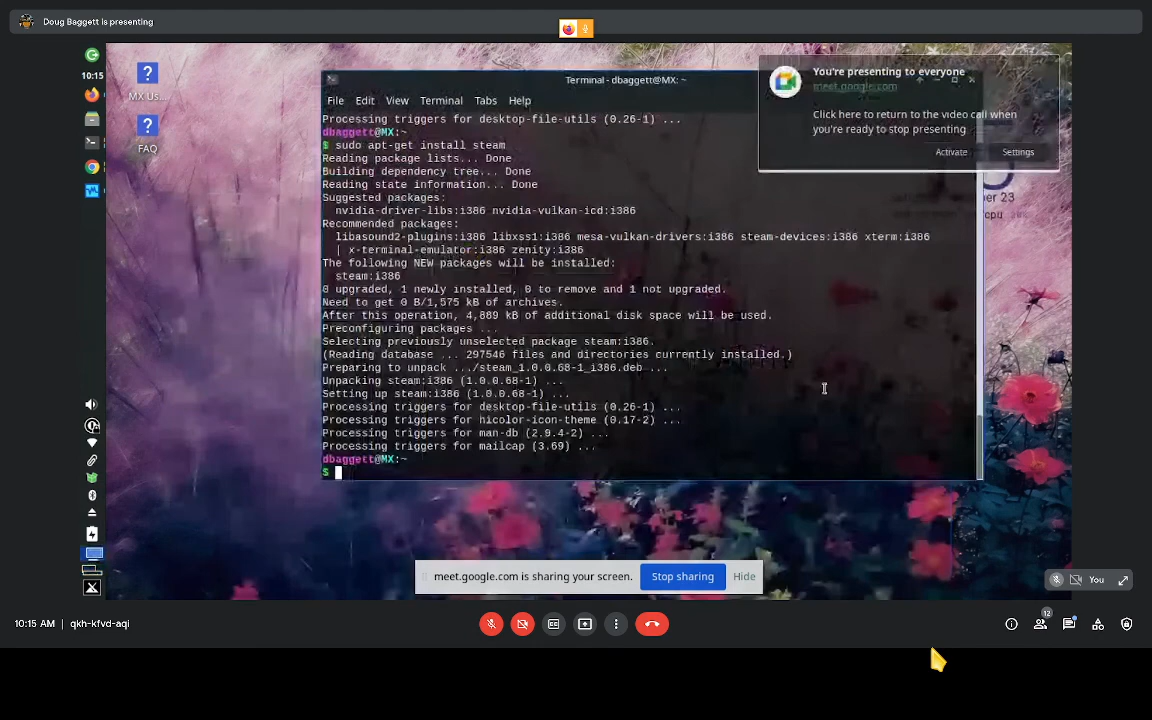 Doug Baggett is presenting
10:15
MX Us...
FAQ
Terminal - dbaggett@MX: ~
File Edit View Terminal Tabs Help
Processing triggers for desktop-file-utils (0.26-1) ...
dbaggett@MX:~
$ sudo apt-get install steam
Reading package lists... Done
Building dependency tree... Done
Reading state information... Done
Suggested packages:
nvidia-driver-libs:i386 nvidia-vulkan-icd:i386
Recommended packages:
libasound2-plugins:i386 libxss1:i386 mesa-vulkan-drivers:i386 steam-devices:i386 xterm:i386
| x-terminal-emulator:i386 zenity:i386
The following NEW packages will be installed:
steam:i386
0 upgraded, 1 newly installed, 0 to remove and 1 not upgraded.
Need to get 0 B/1,575 kB of archives.
After this operation, 4,889 kB of additional disk space will be used.
Preconfiguring packages ...
Selecting previously unselected package steam:i386.
(Reading database ... 297546 files and directories currently installed.)
Preparing to unpack .../steam_1.0.0.68-1_i386.deb ...
Unpacking steam:i386 (1.0.0.68-1) ...
Setting up steam:i386 (1.0.0.68-1) ...
Processing triggers for desktop-file-utils (0.26-1) ...
Processing triggers for hicolor-icon-theme (0.17-2) ...
Processing triggers for man-db (2.9.4-2) ...
Processing triggers for mailcap (3.69) ...
dbaggett@MX:~
$
You're presenting to everyone
meet.google.com
Click here to return to the video call when
you're ready to stop presenting
Activate Settings
23
cpu
meet.google.com is sharing your screen. Stop sharing Hide
You
10:15 AM | qkh-kfvd-aqi
12